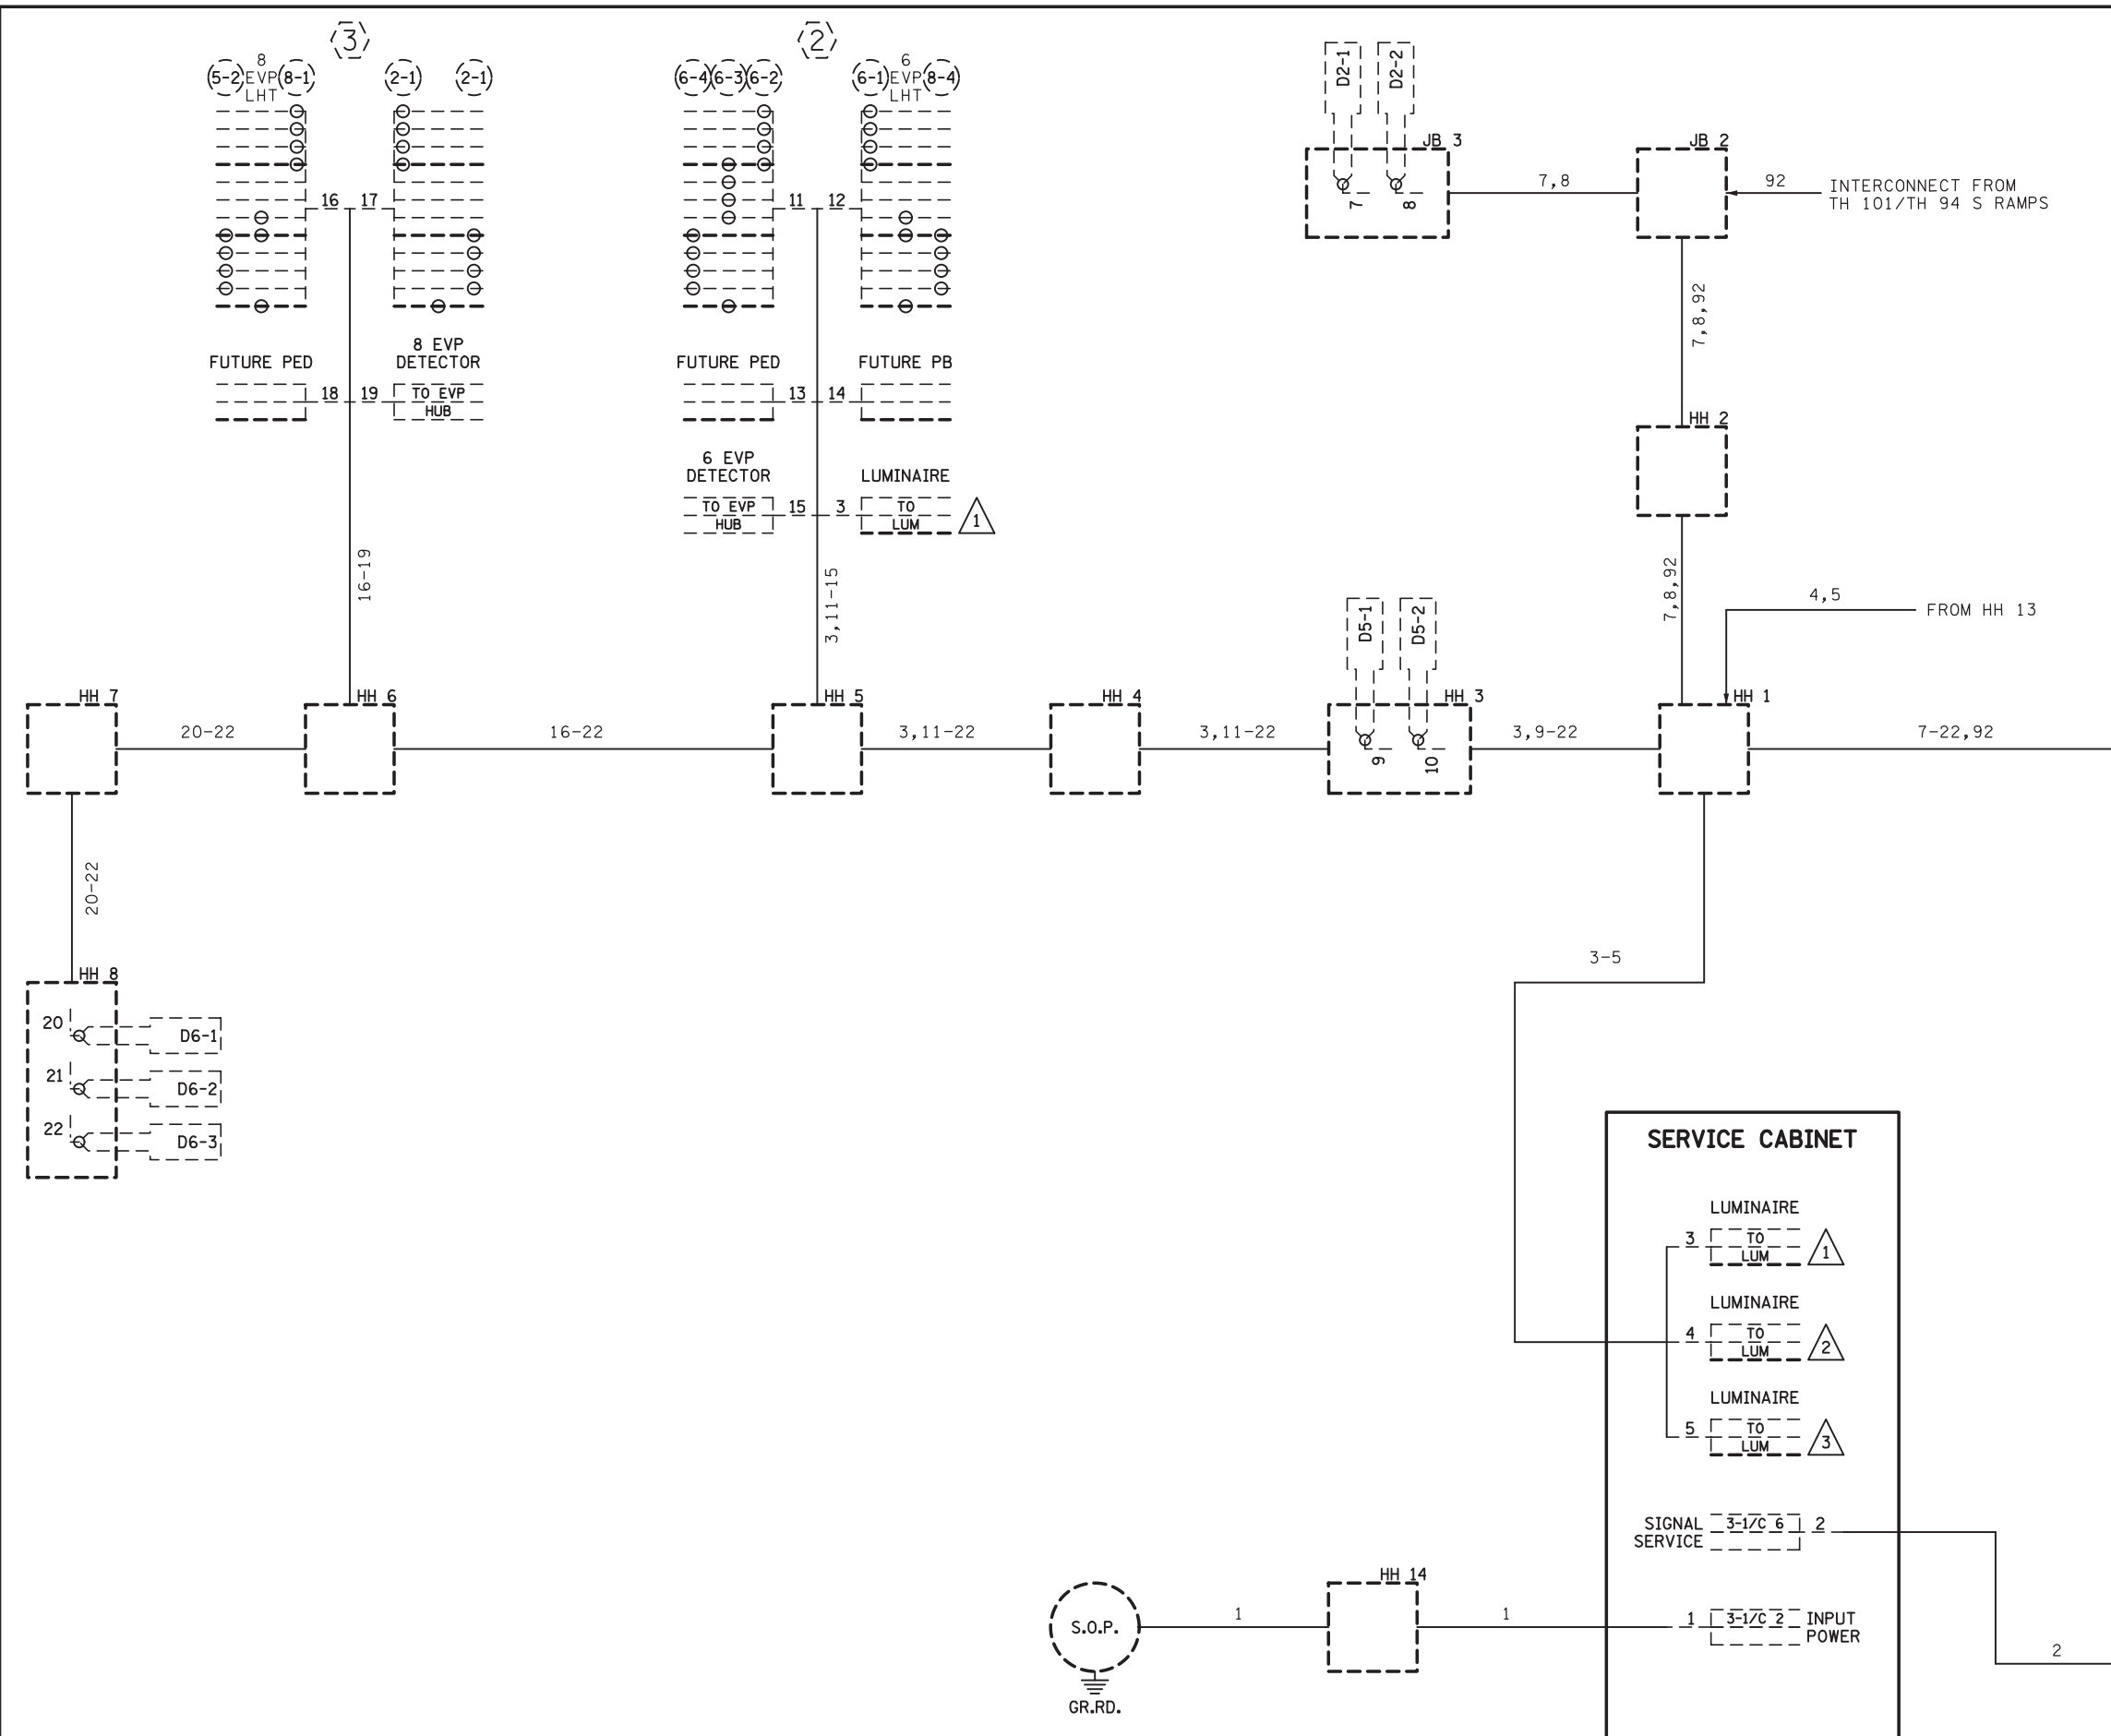 3
5-2
8
EVP
LHT
8-1
2-1
2-1
16
17
FUTURE PED
8 EVP
DETECTOR
18
19
TO EVP
HUB
16-19
2
6-4
6-3
6-2
6-1
6
EVP
LHT
8-4
11
12
FUTURE PED
FUTURE PB
13
14
6 EVP
DETECTOR
LUMINAIRE
TO EVP
HUB
15
3
TO
LUM
1
3,11-15
D2-1
D2-2
JB 3
7
8
7,8
JB 2
92
INTERCONNECT FROM
TH 101/TH 94 S RAMPS
7,8,92
HH 2
7,8,92
4,5
FROM HH 13
D5-1
D5-2
HH 7
20-22
HH 6
16-22
HH 5
3,11-22
HH 4
3,11-22
HH 3
9
10
3,9-22
HH 1
7-22,92
20-22
HH 8
20
D6-1
21
D6-2
22
D6-3
3-5
SERVICE CABINET
LUMINAIRE
3
TO
LUM
1
LUMINAIRE
4
TO
LUM
2
LUMINAIRE
5
TO
LUM
3
SIGNAL
SERVICE
3-1/C 6
2
HH 14
S.O.P.
1
1
1
3-1/C 2
INPUT
POWER
2
GR.RD.